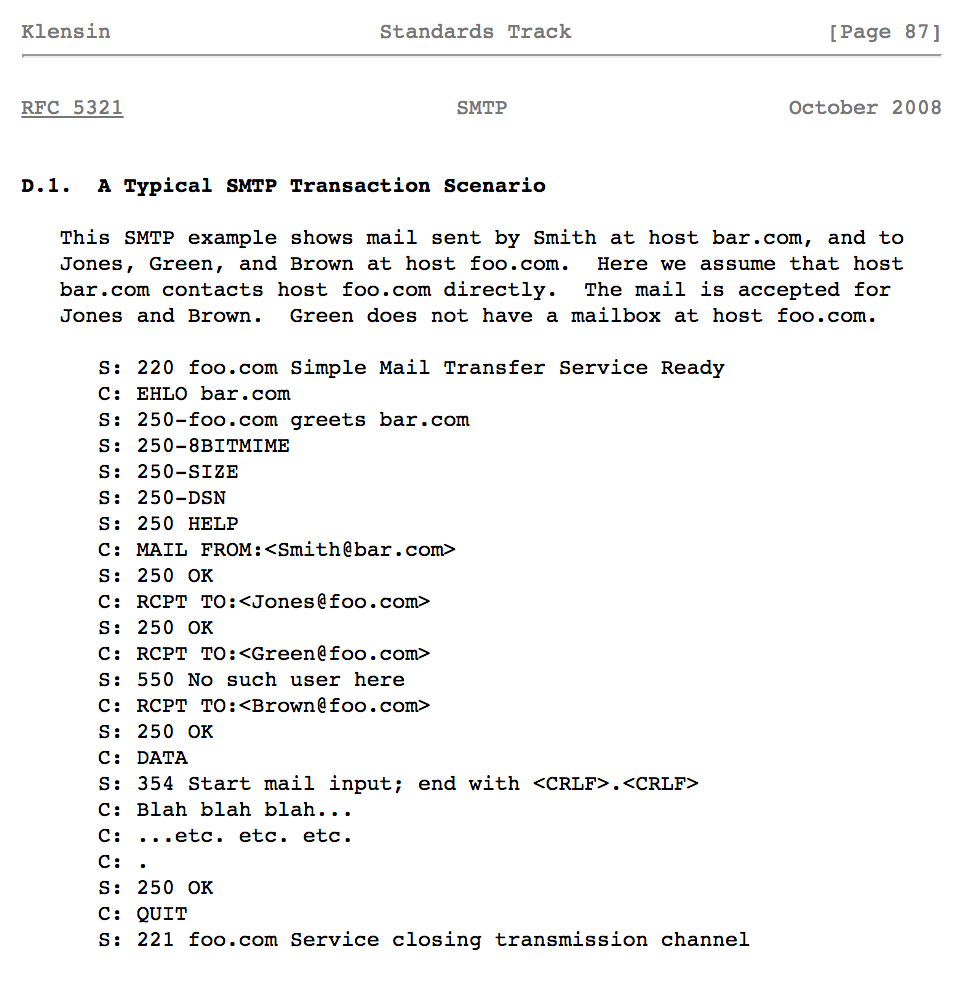 Klensin Standards Track [Page 87]
RFC 5321 SMTP October 2008
D.1. A Typical SMTP Transaction Scenario
This SMTP example shows mail sent by Smith at host bar.com, and to
Jones, Green, and Brown at host foo.com. Here we assume that host
bar.com contacts host foo.com directly. The mail is accepted for
Jones and Brown. Green does not have a mailbox at host foo.com.
S: 220 foo.com Simple Mail Transfer Service Ready
C: EHLO bar.com
S: 250-foo.com greets bar.com
S: 250-8BITMIME
S: 250-SIZE
S: 250-DSN
S: 250 HELP
C: MAIL FROM:<Smith@bar.com>
S: 250 OK
C: RCPT TO:<Jones@foo.com>
S: 250 OK
C: RCPT TO:<Green@foo.com>
S: 550 No such user here
C: RCPT TO:<Brown@foo.com>
S: 250 OK
C: DATA
S: 354 Start mail input; end with <CRLF>.<CRLF>
C: Blah blah blah...
C: ...etc. etc. etc.
C: .
S: 250 OK
C: QUIT
S: 221 foo.com Service closing transmission channel